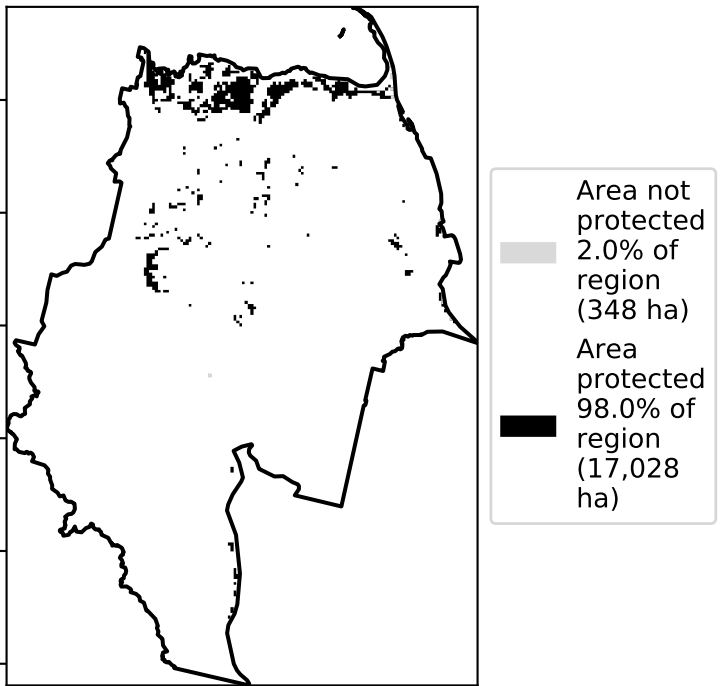 Area not
protected
2.0% of
region
(348 ha)
Area
protected
98.0% of
region
(17,028
ha)